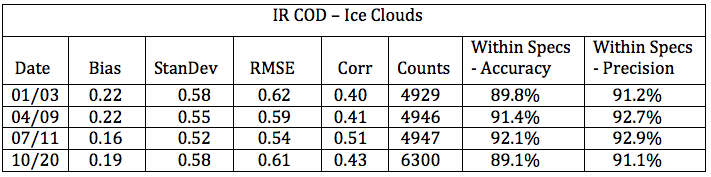 IR COD – Ice Clouds
Date Bias StanDev RMSE Corr Counts Within Specs - Accuracy Within Specs - Precision
01/03 0.22 0.58 0.62 0.40 4929 89.8% 91.2%
04/09 0.22 0.55 0.59 0.41 4946 91.4% 92.7%
07/11 0.16 0.52 0.54 0.51 4947 92.1% 92.9%
10/20 0.19 0.58 0.61 0.43 6300 89.1% 91.1%